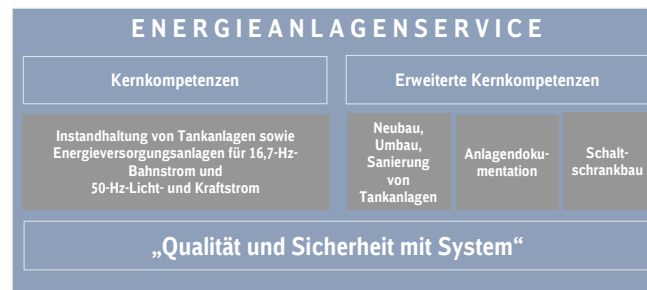 ENERGIEANLAGENSERVICE
Kernkompetenzen
Erweiterte Kernkompetenzen
Instandhaltung von Tankanlagen sowie
Energieversorgungsanlagen für 16,7-Hz-
Bahnstrom und
50-Hz-Licht- und Kraftstrom
Neubau,
Umbau,
Sanierung
von
Tankanlagen
Anlagendoku-
mentation
Schalt-
schrankbau
„Qualität und Sicherheit mit System“